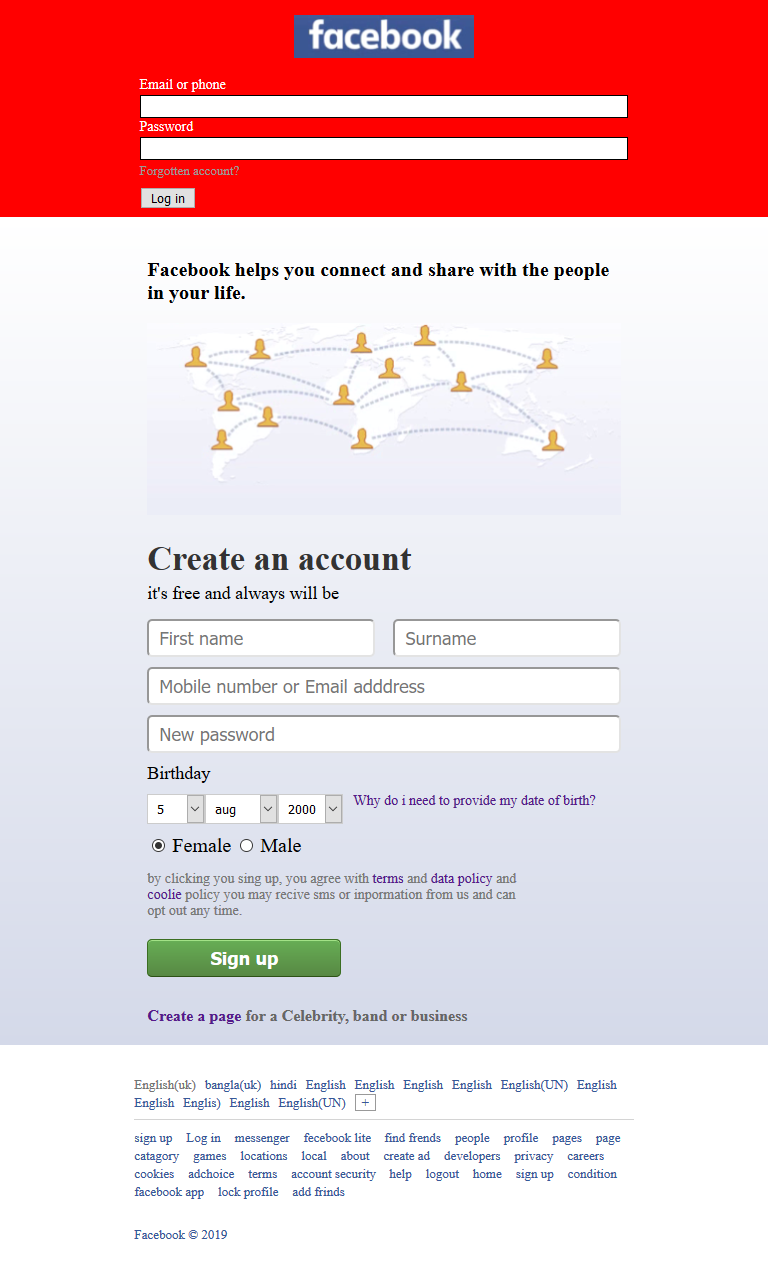 facebook
Email or phone
Password
Forgotten account?
Log in
Facebook helps you connect and share with the people
in your life.
Create an account
it's free and always will be
First name Surname
Mobile number or Email adddress
New password
Birthday
5 aug 2000 Why do i need to provide my date of birth?
Female Male
by clicking you sing up, you agree with terms and data policy and
coolie policy you may recive sms or inpormation from us and can
opt out any time.
Sign up
Create a page for a Celebrity, band or business
English(uk) bangla(uk) hindi English English English English English(UN) English
English Englis) English English(UN) +
sign up Log in messenger fecebook lite find frends people profile pages page
catagory games locations local about create ad developers privacy careers
cookies adchoice terms account security help logout home sign up condition
facebook app lock profile add frinds
Facebook © 2019